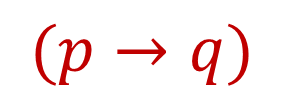 (p → q)